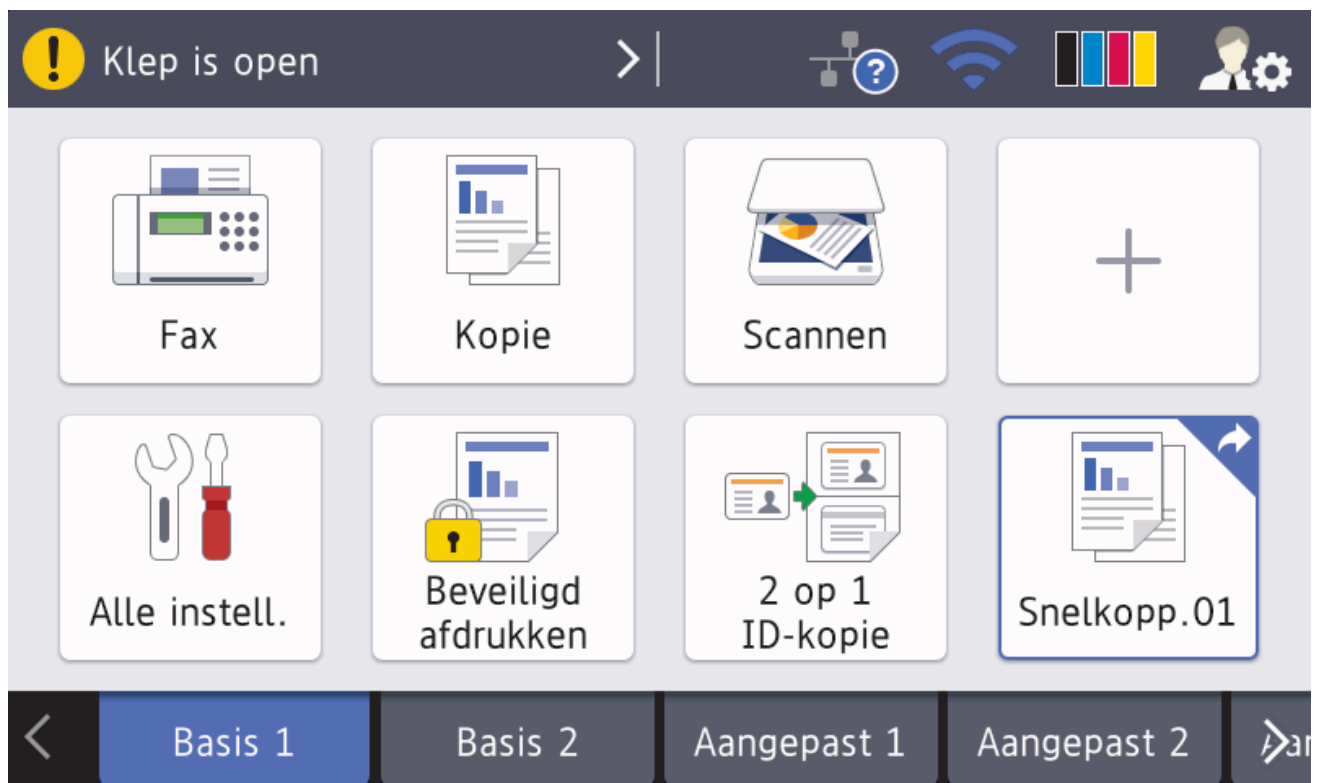 Klep is open
Fax
Kopie
Scannen
Alle instell.
Beveiligd
afdrukken
2 op 1
ID-kopie
Snelkopp.01
Basis 1
Basis 2
Aangepast 1
Aangepast 2